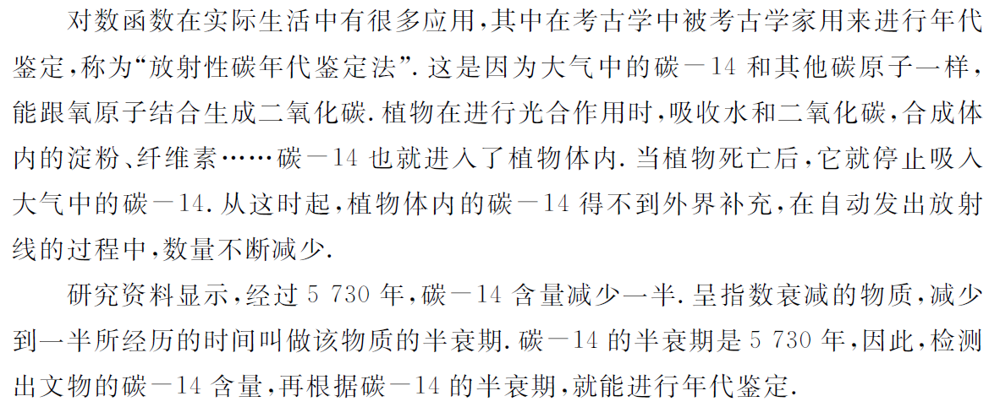 对数函数在实际生活中有很多应用,其中在考古学中被考古学家用来进行年代
鉴定,称为“放射性碳年代鉴定法”. 这是因为大气中的碳－14 和其他碳原子一样,
能跟氧原子结合生成二氧化碳. 植物在进行光合作用时,吸收水和二氧化碳,合成体
内的淀粉、纤维素……碳－14 也就进入了植物体内. 当植物死亡后,它就停止吸入
大气中的碳－14. 从这时起,植物体内的碳－14 得不到外界补充,在自动发出放射
线的过程中,数量不断减少.
研究资料显示,经过 5 730 年,碳－14 含量减少一半. 呈指数衰减的物质,减少
到一半所经历的时间叫做该物质的半衰期. 碳－14 的半衰期是 5 730 年,因此,检测
出文物的碳－14 含量,再根据碳－14 的半衰期,就能进行年代鉴定.